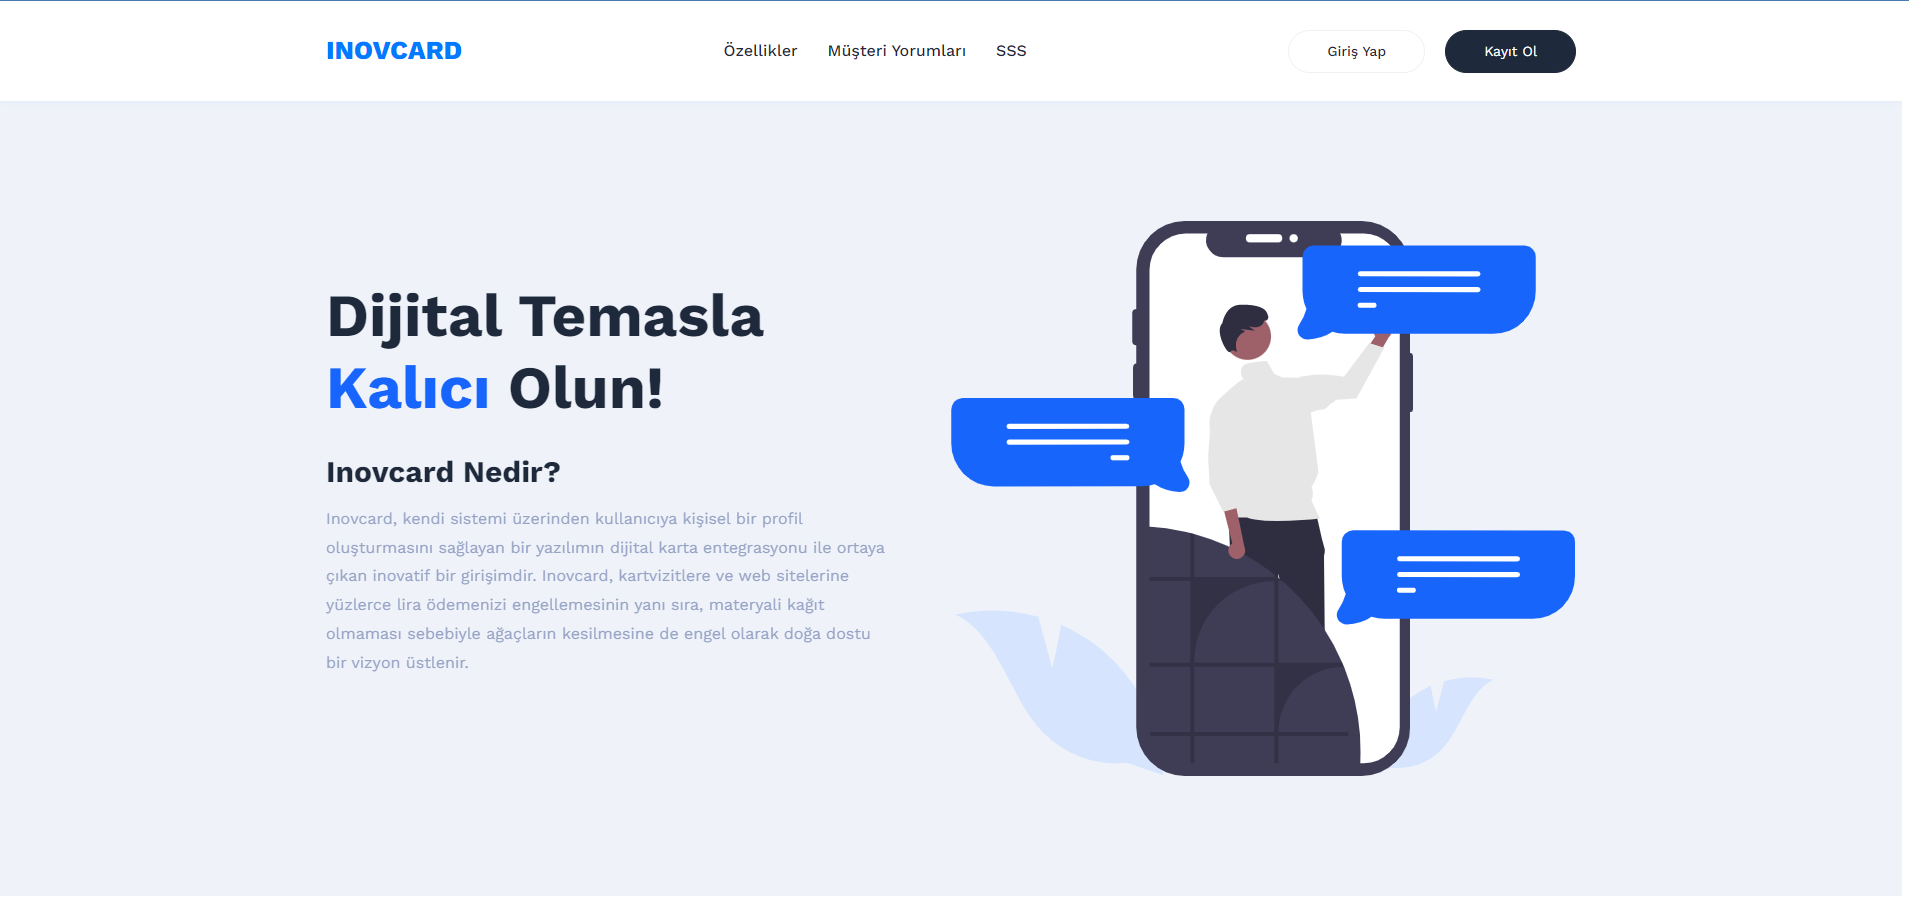 INOVCARD
Özellikler
Müşteri Yorumları
SSS
Giriş Yap
Kayıt Ol
Dijital Temasla
Kalıcı Olun!
Inovcard Nedir?
Inovcard, kendi sistemi üzerinden kullanıcıya kişisel bir profil
oluşturmasını sağlayan bir yazılımın dijital karta entegrasyonu ile ortaya
çıkan inovatif bir girişimdir. Inovcard, kartvizitlere ve web sitelerine
yüzlerce lira ödemenizi engellemesinin yanı sıra, materyali kağıt
olmaması sebebiyle ağaçların kesilmesine de engel olarak doğa dostu
bir vizyon üstlenir.